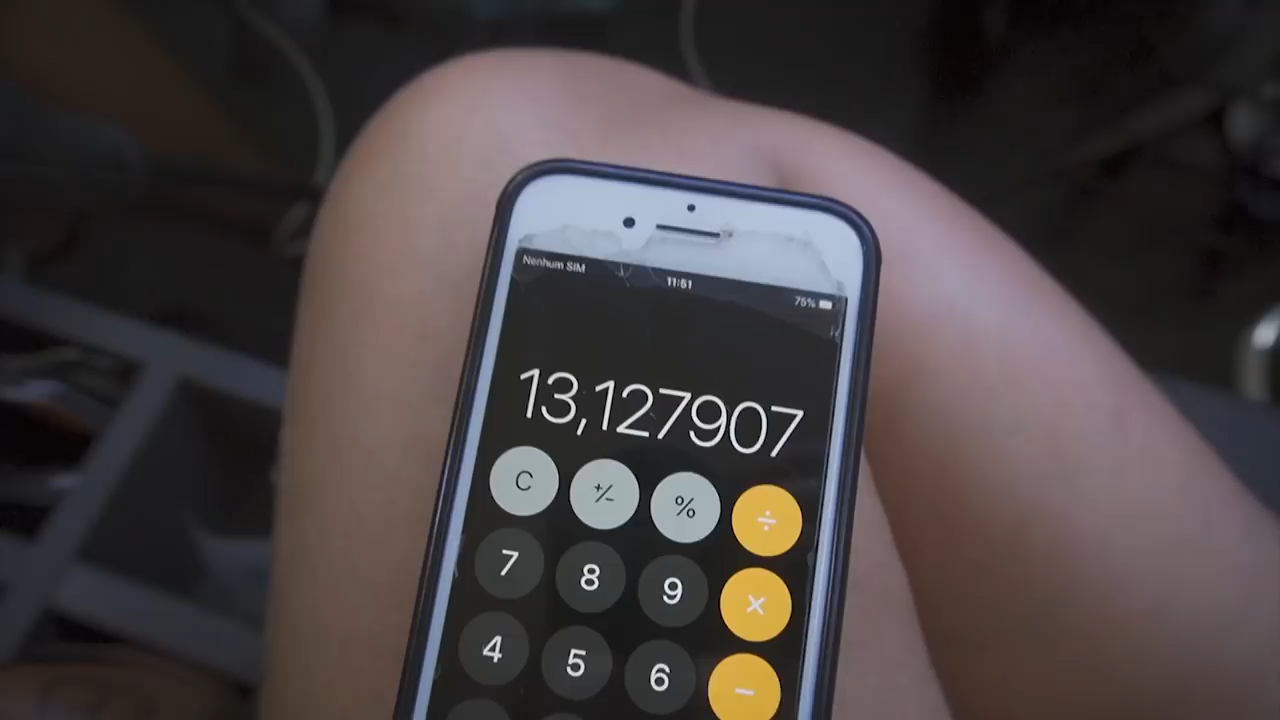 Nenhum SIM 11:51 75%
13,127907
C +/- % ÷
7 8 9 ×
4 5 6 −